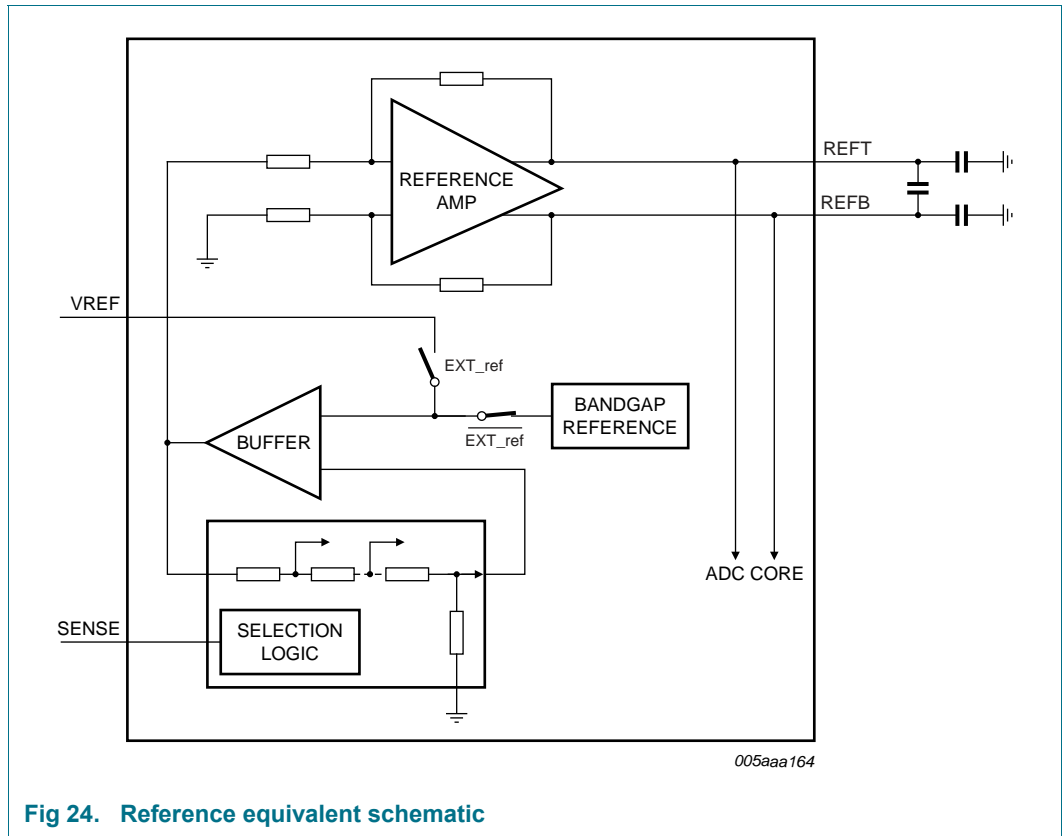 REFERENCE
AMP
REFT
REFB
VREF
EXT_ref
EXT_ref
BANDGAP
REFERENCE
BUFFER
ADC CORE
SENSE
SELECTION
LOGIC
005aaa164
Fig 24. Reference equivalent schematic